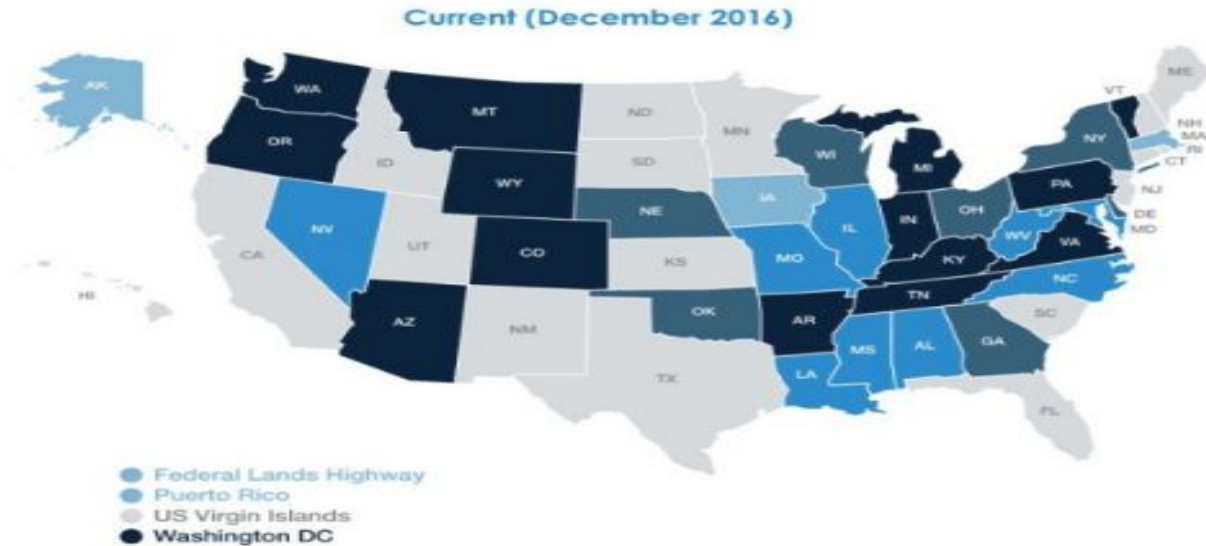 Current (December 2016)
AK
WA
MT
ND
MN
VT
ME
OR
ID
SD
WI
MI
NY
NH
MA
RI
CT
WY
NE
IA
PA
NJ
NV
UT
CO
KS
MO
IL
IN
OH
WV
VA
DE
MD
CA
KY
NC
HI
AZ
NM
OK
AR
TN
SC
TX
LA
MS
AL
GA
FL
Federal Lands Highway
Puerto Rico
US Virgin Islands
Washington DC